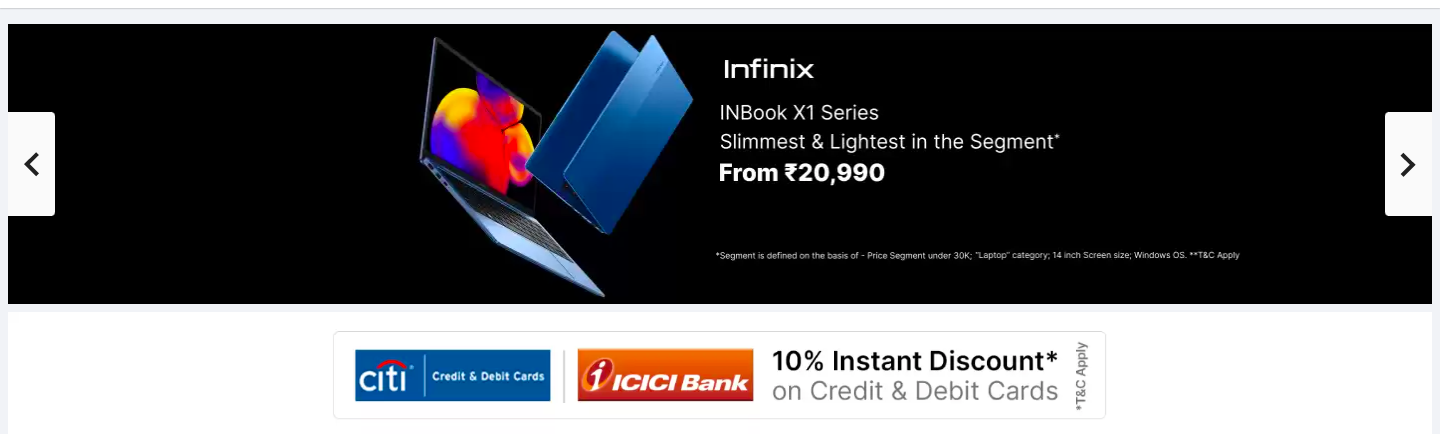 Infinix
INBook X1 Series
Slimmest & Lightest in the Segment*
From ₹20,990
*Segment is defined on the basis of - Price Segment under 30K; "Laptop" category; 14 inch Screen size; Windows OS. **T&C Apply
citi Credit & Debit Cards
ICICI Bank
10% Instant Discount*
on Credit & Debit Cards
*T&C Apply